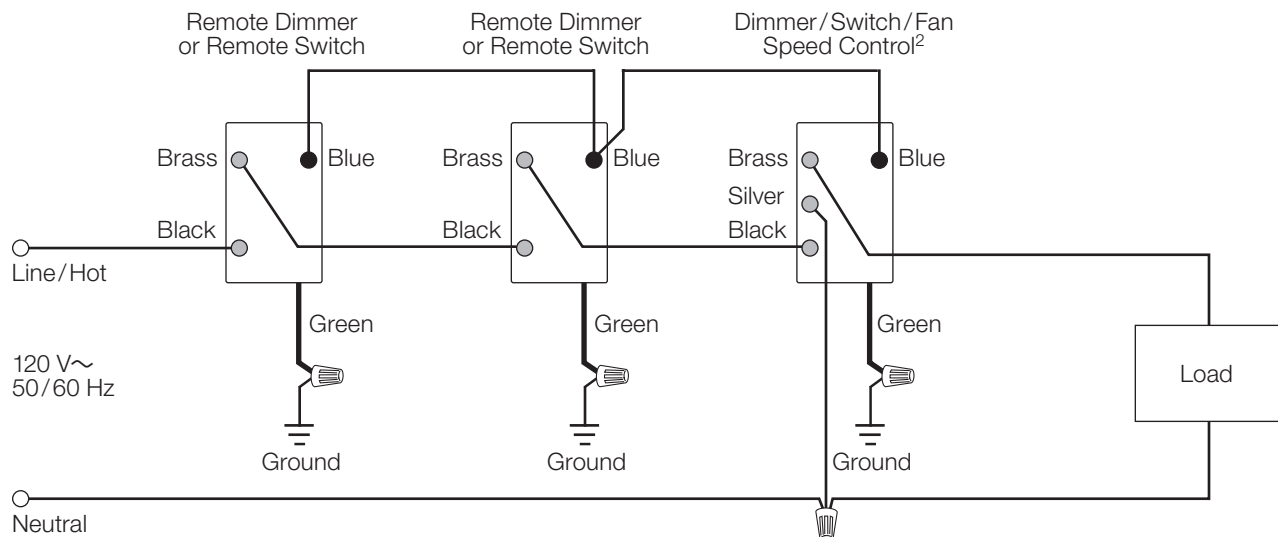 Remote Dimmer
or Remote Switch
Remote Dimmer
or Remote Switch
Dimmer/Switch/Fan
Speed Control²
Brass
Blue
Brass
Blue
Brass
Blue
Silver
Black
Black
Black
Line/Hot
Green
Green
Green
120 V~
50/60 Hz
Load
Ground
Ground
Ground
Neutral